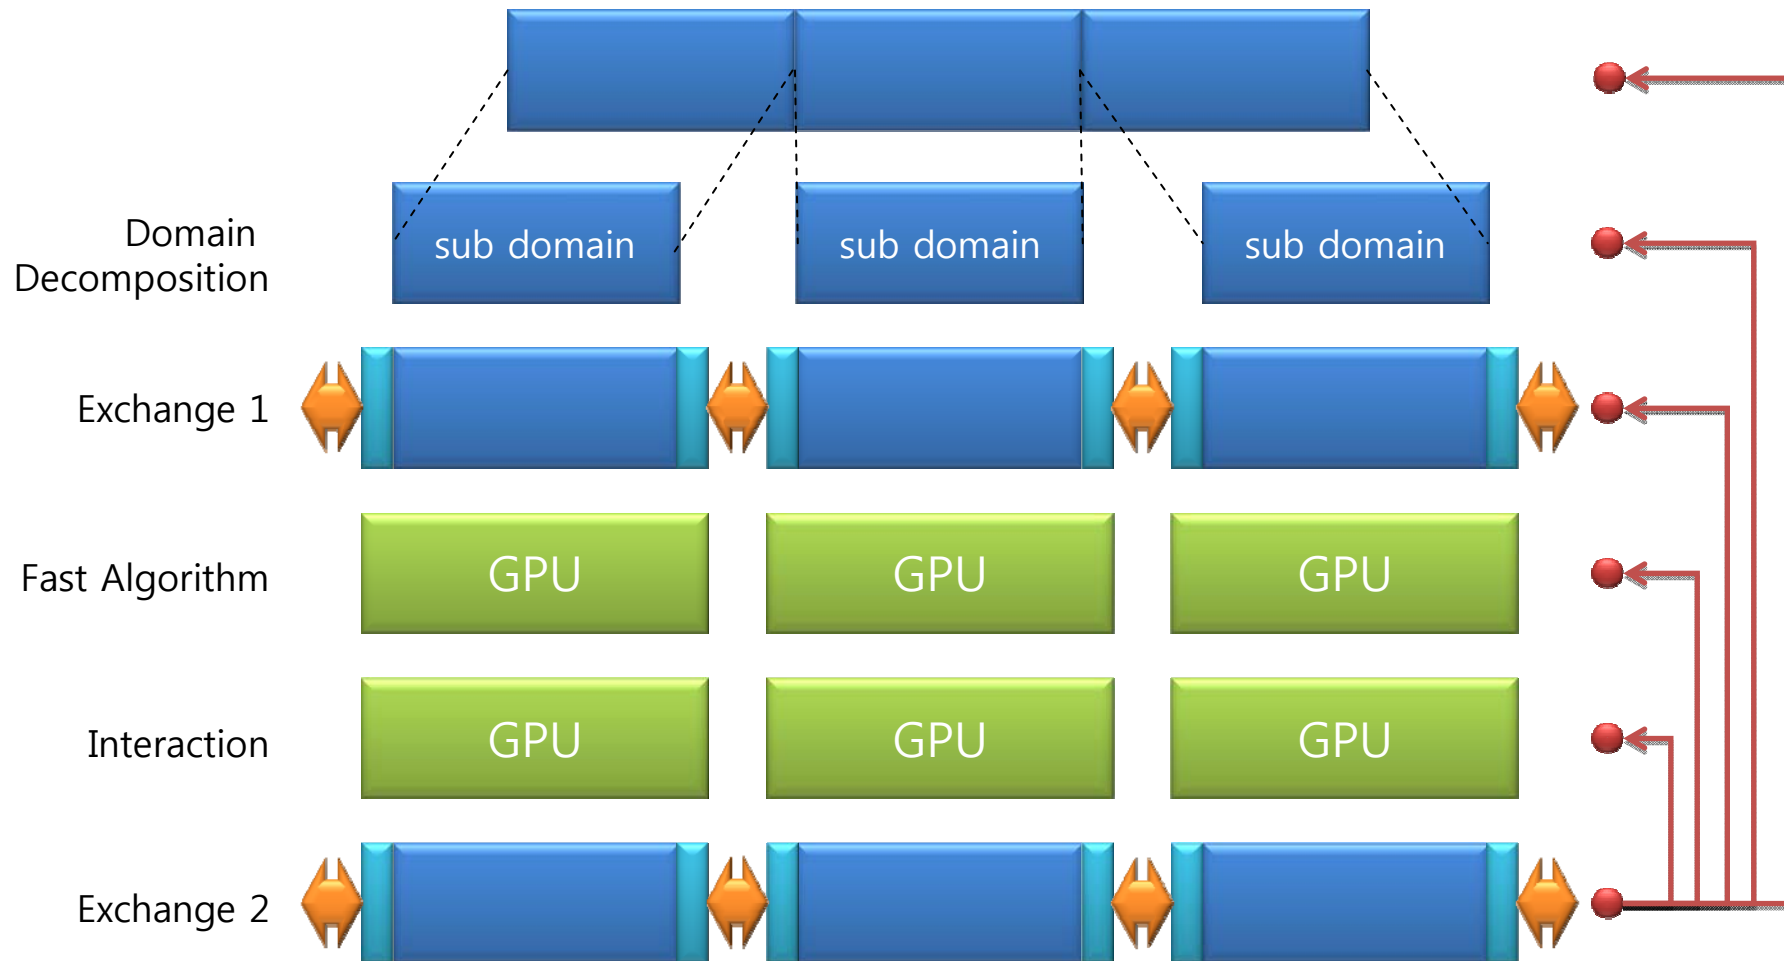 Domain
Decomposition
sub domain
sub domain
sub domain
Exchange 1
Fast Algorithm
GPU
GPU
GPU
Interaction
GPU
GPU
GPU
Exchange 2